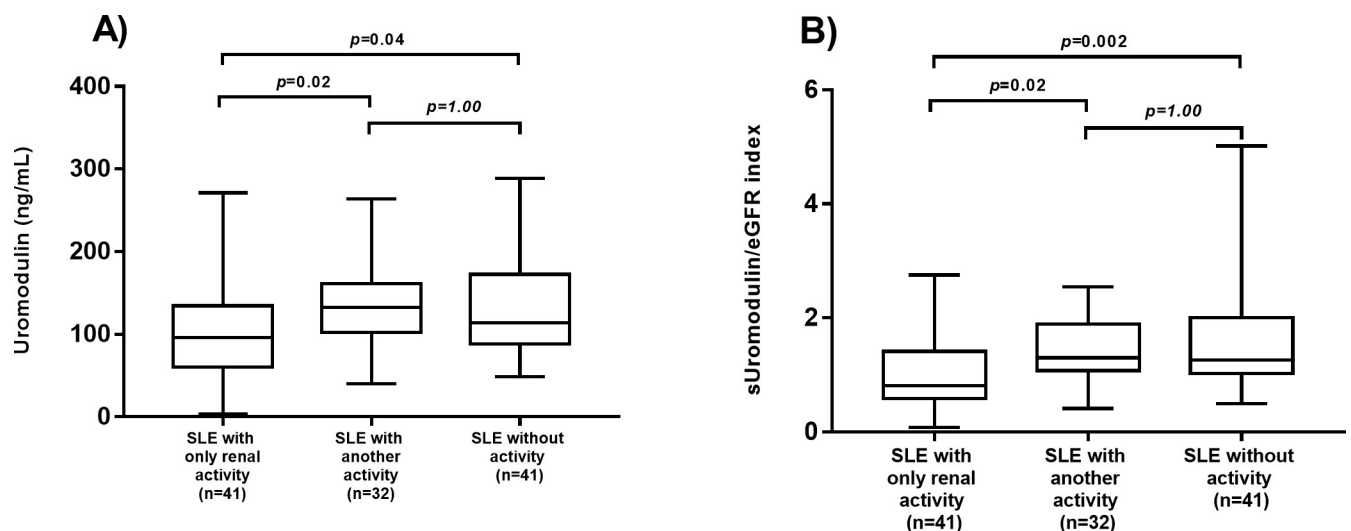 A)
p=0.04
p=0.02
p=1.00
Uromodulin (ng/mL)
400
300
200
100
0
SLE with
only renal
activity
(n=41)
SLE with
another
activity
(n=32)
SLE without
activity
(n=41)
B)
p=0.002
p=0.02
p=1.00
sUromodulin/eGFR index
6
4
2
0
SLE with
only renal
activity
(n=41)
SLE with
another
activity
(n=32)
SLE without
activity
(n=41)